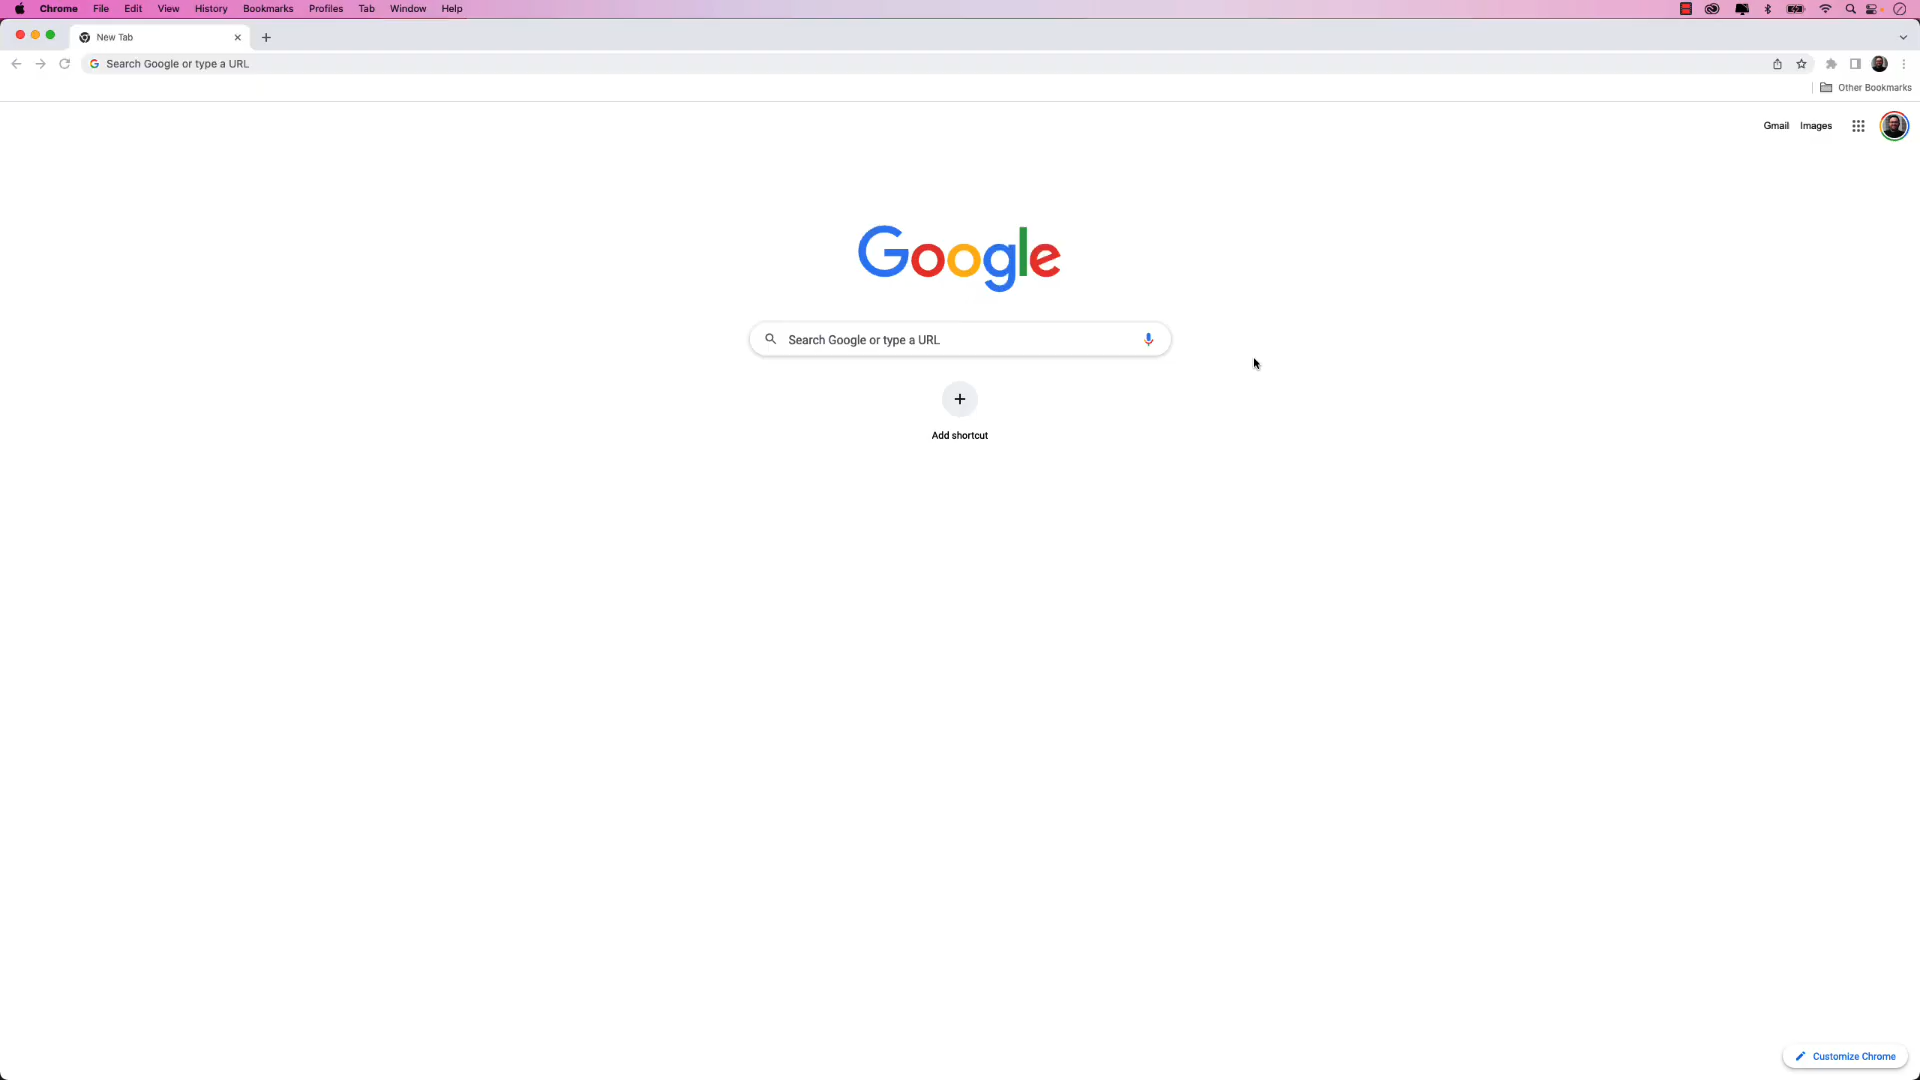 Chrome File Edit View History Bookmarks Profiles Tab Window Help
New Tab
Search Google or type a URL
Other Bookmarks
Gmail Images
Google
Search Google or type a URL
Add shortcut
Customize Chrome